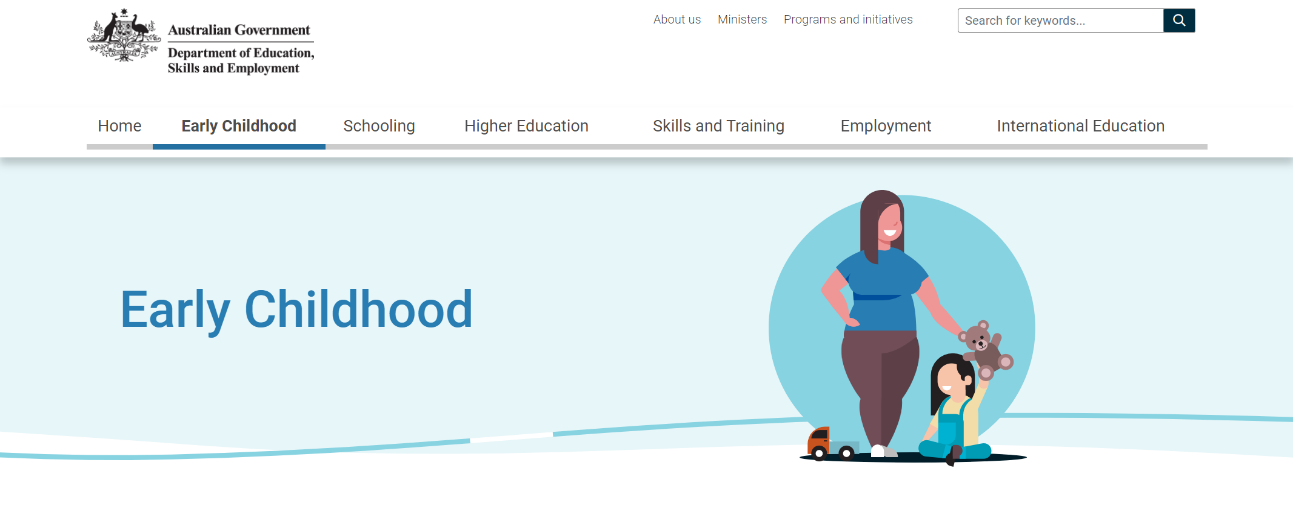 Australian Government
Department of Education,
Skills and Employment
About us Ministers Programs and initiatives
Search for keywords...
Home Early Childhood Schooling Higher Education Skills and Training Employment International Education
Early Childhood